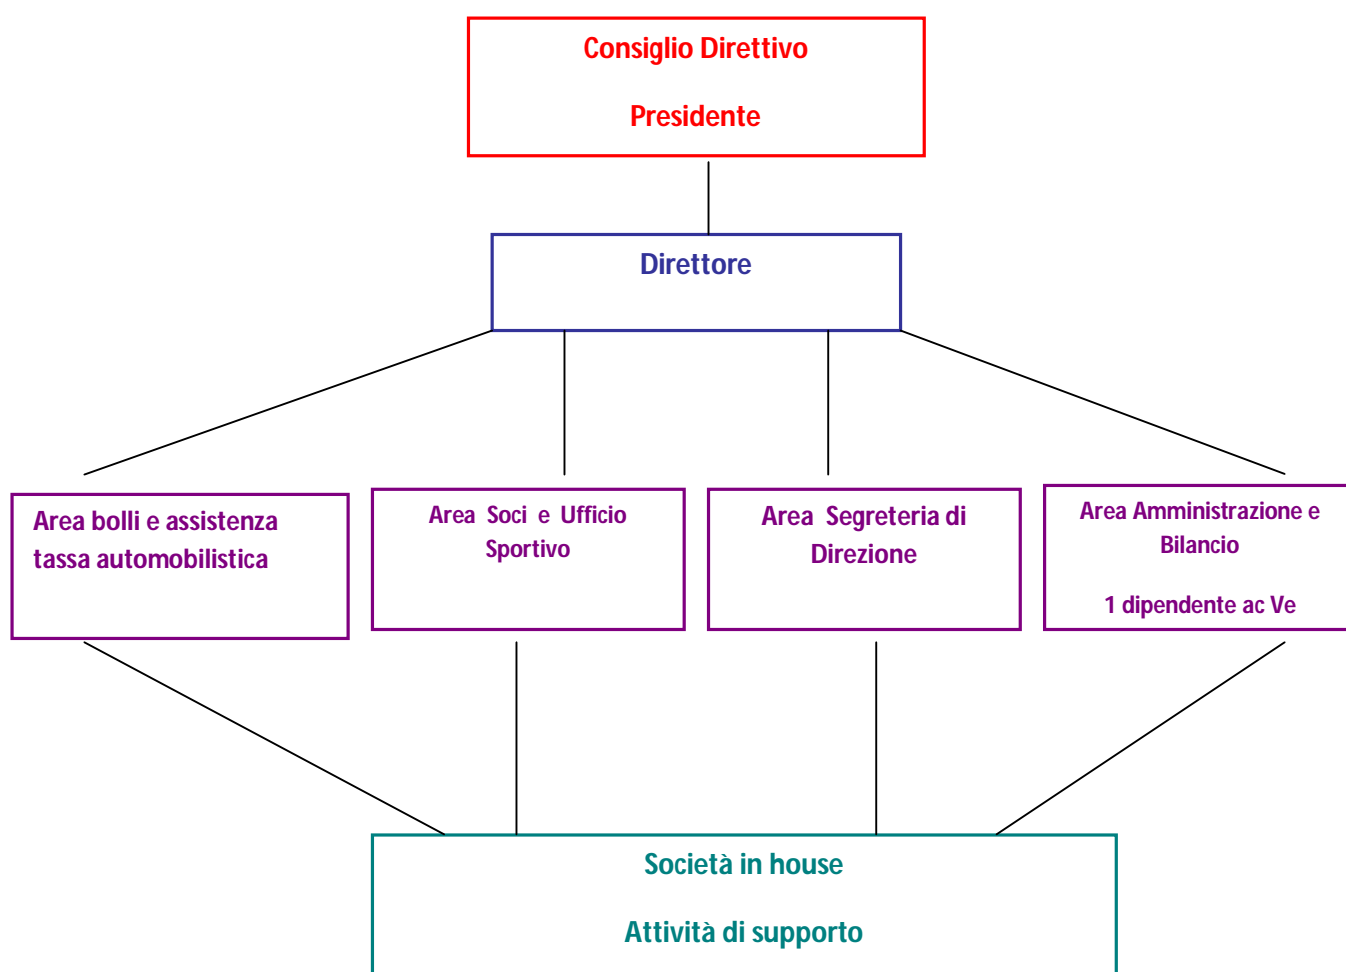 Consiglio Direttivo
Presidente
Direttore
Area bolli e assistenza
tassa automobilistica
Area Soci e Ufficio
Sportivo
Area Segreteria di
Direzione
Area Amministrazione e
Bilancio
1 dipendente ac Ve
Società in house
Attività di supporto